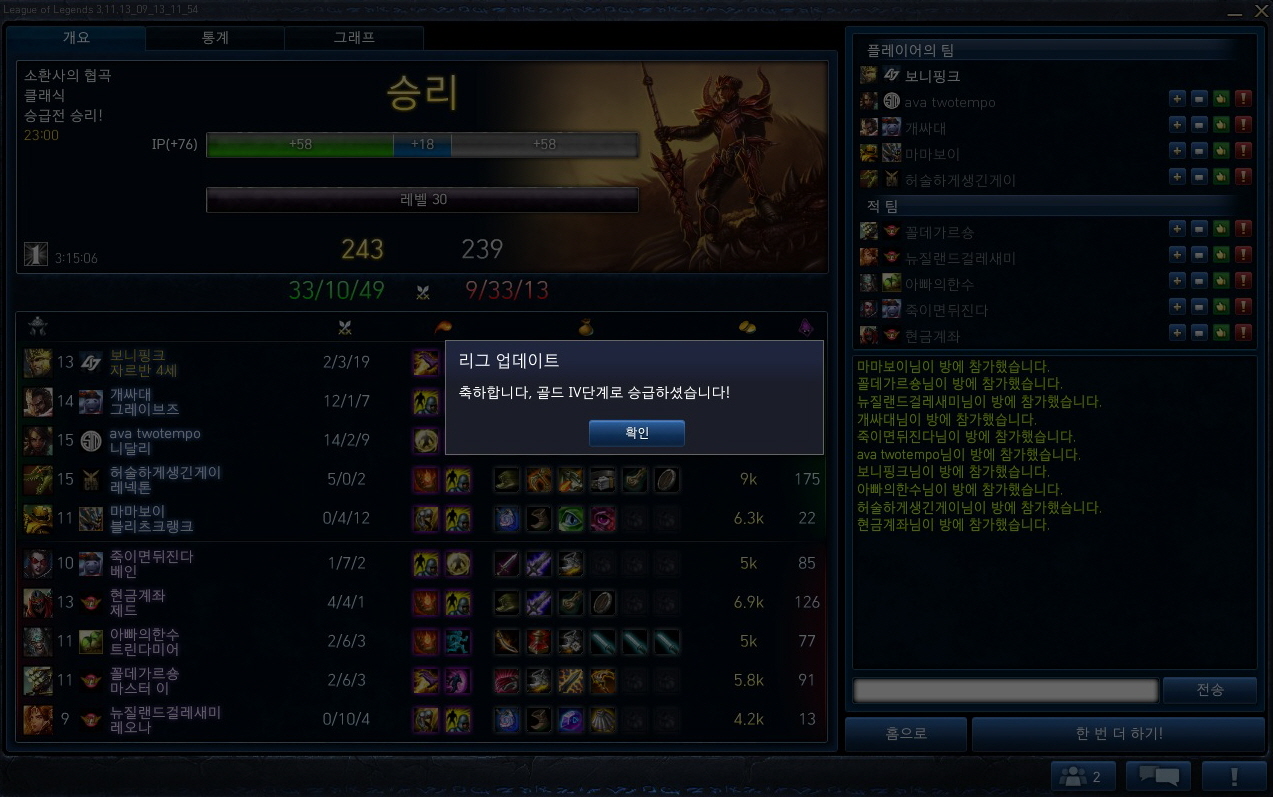 League of Legends 3.11.13_09_13_11_54
개요 통계 그래프
소환사의 협곡
클래식
승급전 승리!
23:00
승리
IP(+76) +58 +18 +58
레벨 30
3:15:06
243 239
33/10/49 9/33/13
13 보니핑크 2/3/19
자르반 4세
14 개싸대 12/1/7
그레이브즈
15 ava twotempo 14/2/9
니달리
15 허술하게생긴게이 5/0/2 9k 175
레넥톤
11 마마보이 0/4/12 6.3k 22
블리츠크랭크
10 죽이면뒤진다 1/7/2 5k 85
베인
13 현금계좌 4/4/1 6.9k 126
제드
11 아빠의한수 2/6/3 5k 77
트린다미어
11 꼴데가르숑 2/6/3 5.8k 91
마스터 이
9 뉴질랜드걸레새미 0/10/4 4.2k 13
레오나
리그 업데이트
축하합니다, 골드 IV단계로 승급하셨습니다!
확인
플레이어의 팀
보니핑크
ava twotempo
개싸대
마마보이
허술하게생긴게이
적 팀
꼴데가르숑
뉴질랜드걸레새미
아빠의한수
죽이면뒤진다
현금계좌
마마보이님이 방에 참가했습니다.
꼴데가르숑님이 방에 참가했습니다.
뉴질랜드걸레새미님이 방에 참가했습니다.
개싸대님이 방에 참가했습니다.
죽이면뒤진다님이 방에 참가했습니다.
ava twotempo님이 방에 참가했습니다.
보니핑크님이 방에 참가했습니다.
아빠의한수님이 방에 참가했습니다.
허술하게생긴게이님이 방에 참가했습니다.
현금계좌님이 방에 참가했습니다.
전송
홈으로 한 번 더 하기!
2